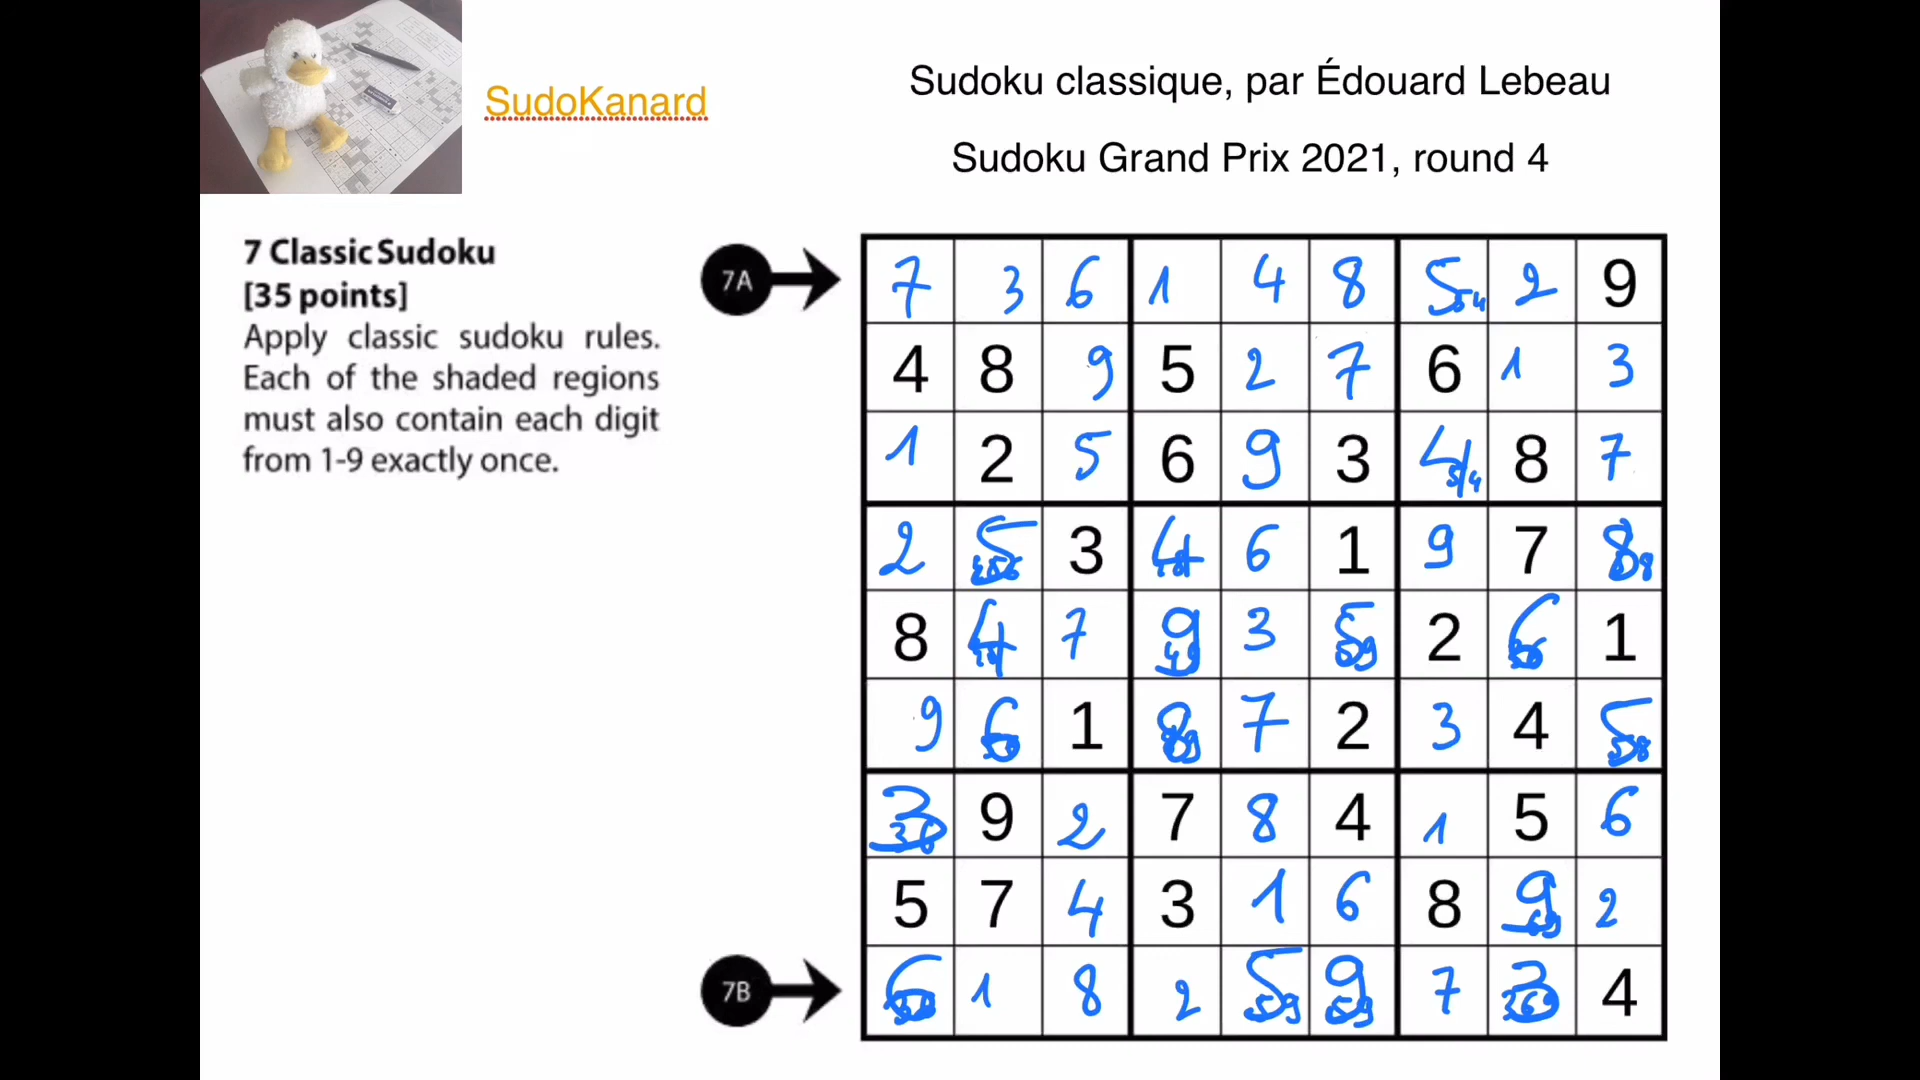 Sudoku classique, par Édouard Lebeau
SudoKanard
Sudoku Grand Prix 2021, round 4
7 Classic Sudoku
[35 points]
Apply classic sudoku rules.
Each of the shaded regions
must also contain each digit
from 1-9 exactly once.
7A
7 3 6 1 4 8 5 2 9
4 8 9 5 2 7 6 1 3
1 2 5 6 9 3 4 8 7
2 5 3 4 6 1 9 7 8
8 4 7 9 3 5 2 6 1
9 6 1 8 7 2 3 4 5
3 9 2 7 8 4 1 5 6
5 7 4 3 1 6 8 9 2
7B
6 1 8 2 5 9 7 3 4